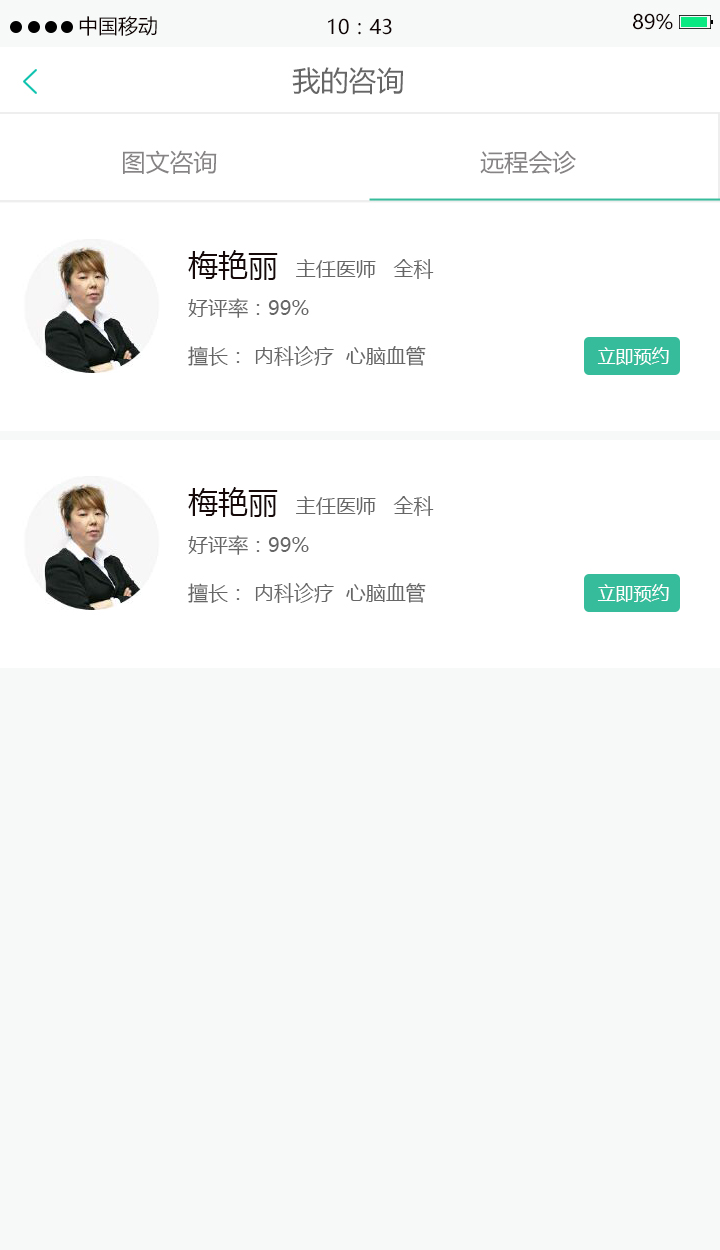 中国移动 10：43 89%
我的咨询
图文咨询 远程会诊
梅艳丽 主任医师 全科
好评率：99%
擅长： 内科诊疗 心脑血管 立即预约
梅艳丽 主任医师 全科
好评率：99%
擅长： 内科诊疗 心脑血管 立即预约